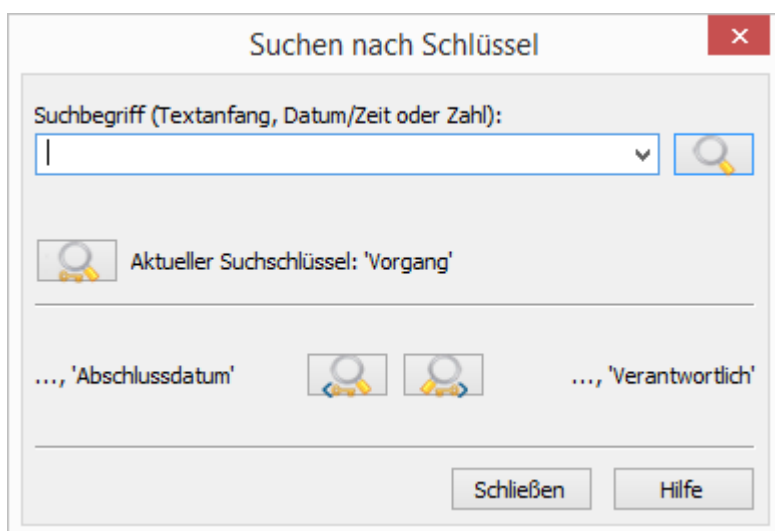 Suchen nach Schlüssel
Suchbegriff (Textanfang, Datum/Zeit oder Zahl):
Aktueller Suchschlüssel: 'Vorgang'
..., 'Abschlussdatum' ..., 'Verantwortlich'
Schließen Hilfe